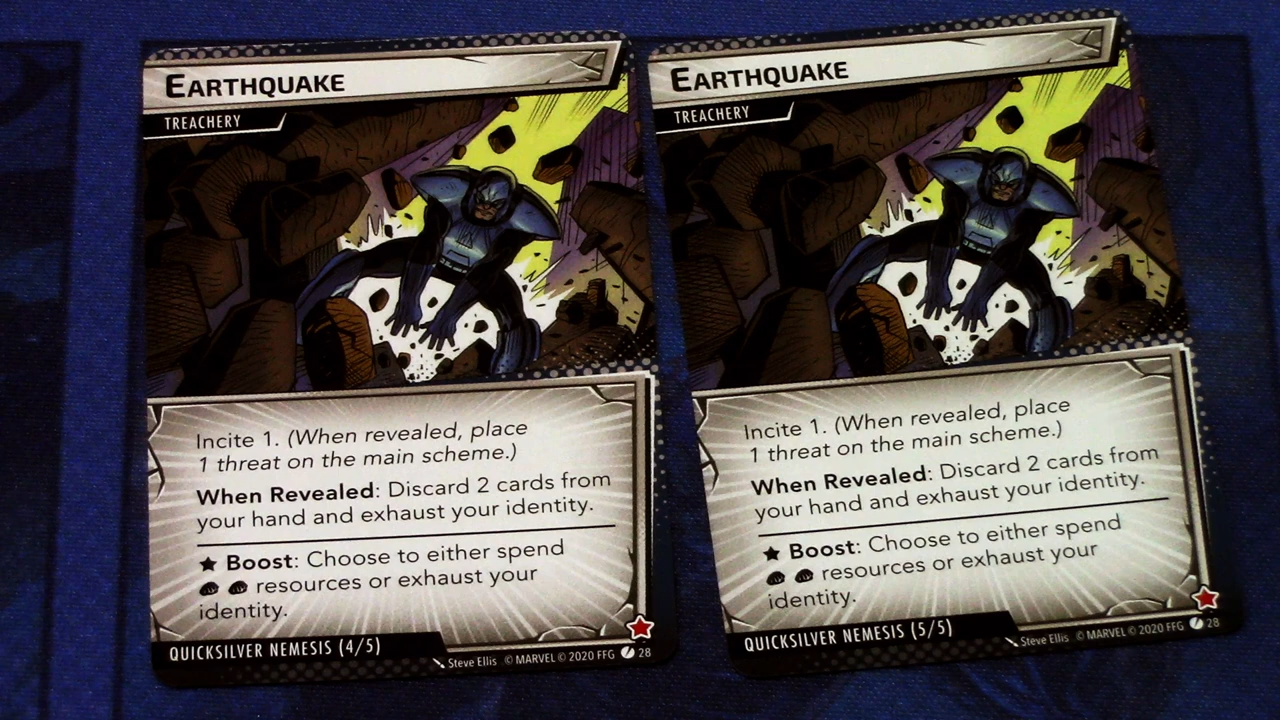 EARTHQUAKE
TREACHERY
Incite 1. (When revealed, place
1 threat on the main scheme.)
When Revealed: Discard 2 cards from
your hand and exhaust your identity.
★ Boost: Choose to either spend
resources or exhaust your
identity.
QUICKSILVER NEMESIS (4/5)
Steve Ellis © MARVEL © 2020 FFG 28
EARTHQUAKE
TREACHERY
Incite 1. (When revealed, place
1 threat on the main scheme.)
When Revealed: Discard 2 cards from
your hand and exhaust your identity.
★ Boost: Choose to either spend
resources or exhaust your
identity.
QUICKSILVER NEMESIS (5/5)
Steve Ellis © MARVEL © 2020 FFG 28